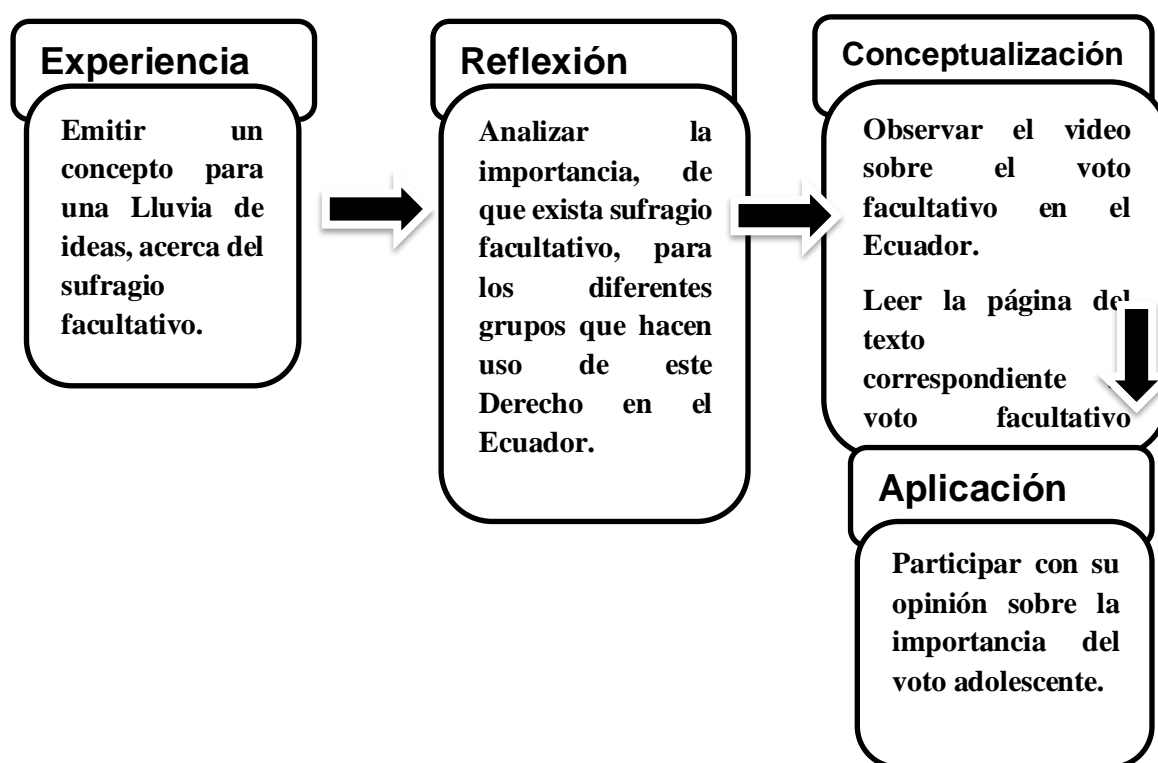 Experiencia
Emitir un
concepto para
una Lluvia de
ideas, acerca del
sufragio
facultativo.
Reflexión
Analizar la
importancia, de
que exista sufragio
facultativo, para
los diferentes
grupos que hacen
uso de este
Derecho en el
Ecuador.
Conceptualización
Observar el video
sobre el voto
facultativo en el
Ecuador.
Leer la página del
texto
correspondiente
voto facultativo
Aplicación
Participar con su
opinión sobre la
importancia del
voto adolescente.